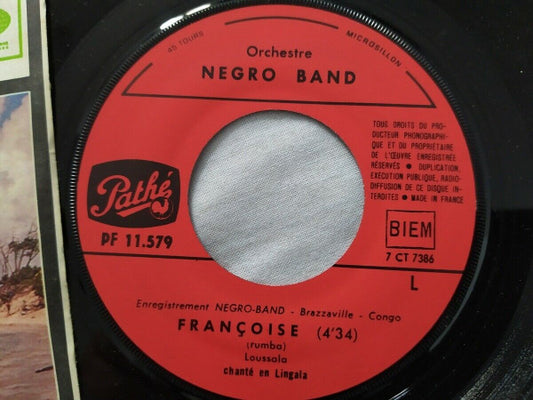 45 TOURS
MICROSILLON
Orchestre
NEGRO BAND
TOUS DROITS DU PRO-
DUCTEUR PHONOGRAPHI-
QUE ET DU PROPRIÉTAIRE
DE L'ŒUVRE ENREGISTRÉE
RÉSERVÉS ● DUPLICATION,
EXÉCUTION PUBLIQUE, RADIO-
DIFFUSION DE CE DISQUE IN-
TERDITES ● MADE IN FRANCE
Pathé
PF 11.579
BIEM
7 CT 7386
L
Enregistrement NEGRO-BAND - Brazzaville - Congo
FRANÇOISE (4'34)
(rumba)
Loussola
chanté en Lingala